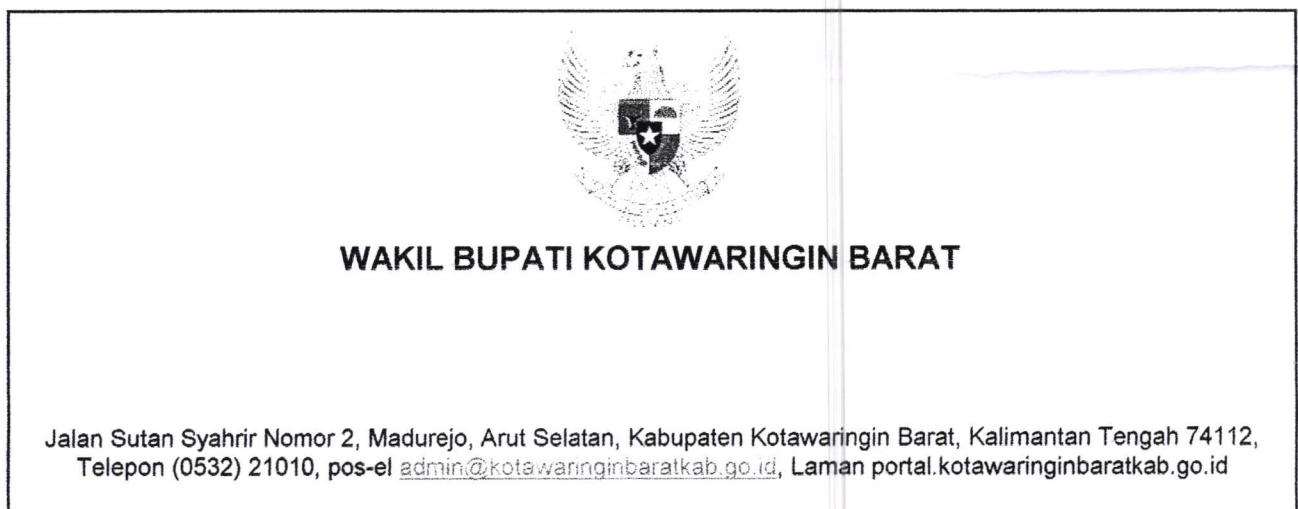 WAKIL BUPATI KOTAWARINGIN BARAT
Jalan Sutan Syahrir Nomor 2, Madurejo, Arut Selatan, Kabupaten Kotawaringin Barat, Kalimantan Tengah 74112,
Telepon (0532) 21010, pos-el admin@kotawaringinbaratkab.go.id, Laman portal.kotawaringinbaratkab.go.id